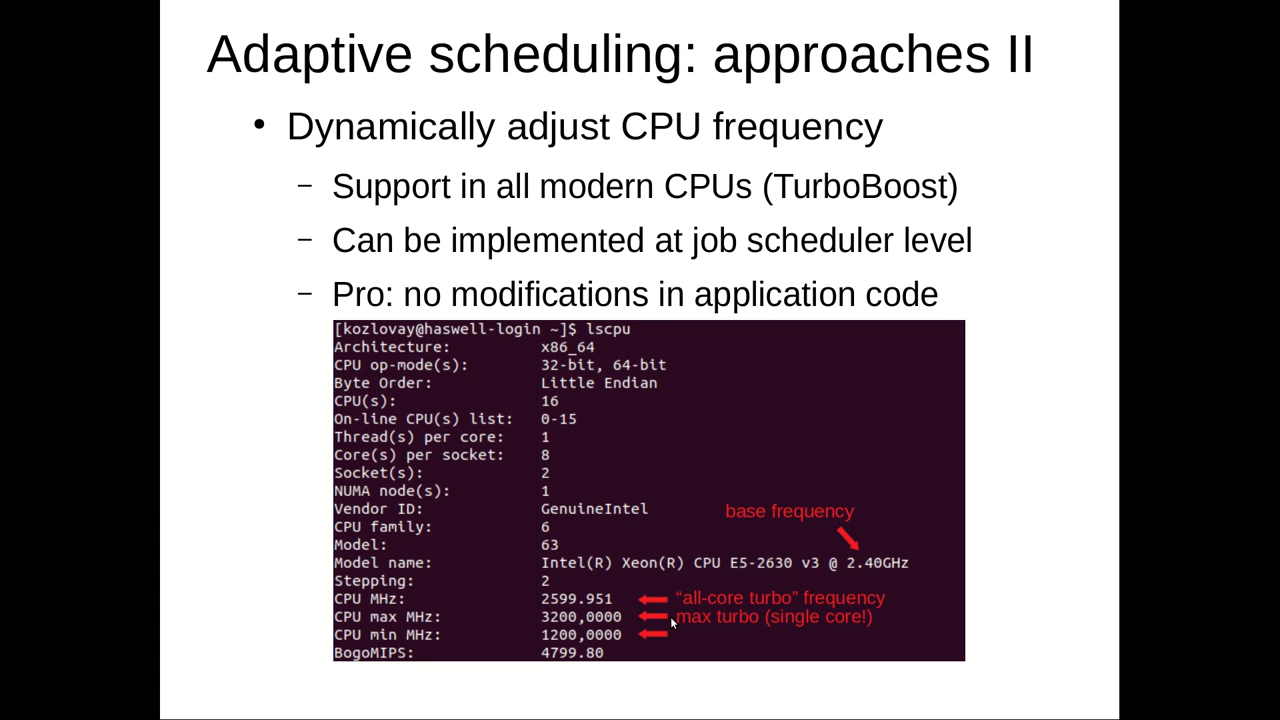 Adaptive scheduling: approaches II
• Dynamically adjust CPU frequency
– Support in all modern CPUs (TurboBoost)
– Can be implemented at job scheduler level
– Pro: no modifications in application code
[kozlovay@haswell-login ~]$ lscpu
Architecture: x86_64
CPU op-mode(s): 32-bit, 64-bit
Byte Order: Little Endian
CPU(s): 16
On-line CPU(s) list: 0-15
Thread(s) per core: 1
Core(s) per socket: 8
Socket(s): 2
NUMA node(s): 1
Vendor ID: GenuineIntel
base frequency
CPU family: 6
Model: 63
Model name: Intel(R) Xeon(R) CPU E5-2630 v3 @ 2.40GHz
Stepping: 2
CPU MHz: 2599.951 “all-core turbo” frequency
CPU max MHz: 3200,0000 max turbo (single core!)
CPU min MHz: 1200,0000
BogoMIPS: 4799.80